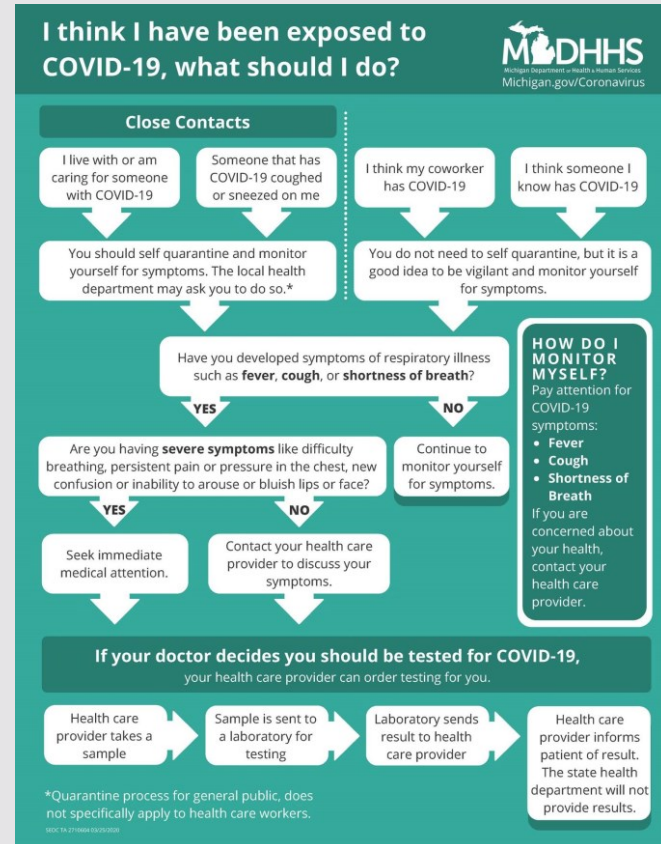 I think I have been exposed to
COVID-19, what should I do?
MDHHS
Michigan Department of Health & Human Services
Michigan.gov/Coronavirus
Close Contacts
I live with or am
caring for someone
with COVID-19
Someone that has
COVID-19 coughed
or sneezed on me
I think my coworker
has COVID-19
I think someone I
know has COVID-19
You should self quarantine and monitor
yourself for symptoms. The local health
department may ask you to do so.*
You do not need to self quarantine, but it is a
good idea to be vigilant and monitor yourself
for symptoms.
Have you developed symptoms of respiratory illness
such as fever, cough, or shortness of breath?
YES
NO
Are you having severe symptoms like difficulty
breathing, persistent pain or pressure in the chest, new
confusion or inability to arouse or bluish lips or face?
Continue to
monitor yourself
for symptoms.
YES
NO
Seek immediate
medical attention.
Contact your health care
provider to discuss your
symptoms.
HOW DO I
MONITOR
MYSELF?
Pay attention for
COVID-19
symptoms:
• Fever
• Cough
• Shortness of
Breath
If you are
concerned about
your health,
contact your
health care
provider.
If your doctor decides you should be tested for COVID-19,
your health care provider can order testing for you.
Health care
provider takes a
sample
Sample is sent to
a laboratory for
testing
Laboratory sends
result to health
care provider
Health care
provider informs
patient of result.
The state health
department will not
provide results.
*Quarantine process for general public, does
not specifically apply to health care workers.